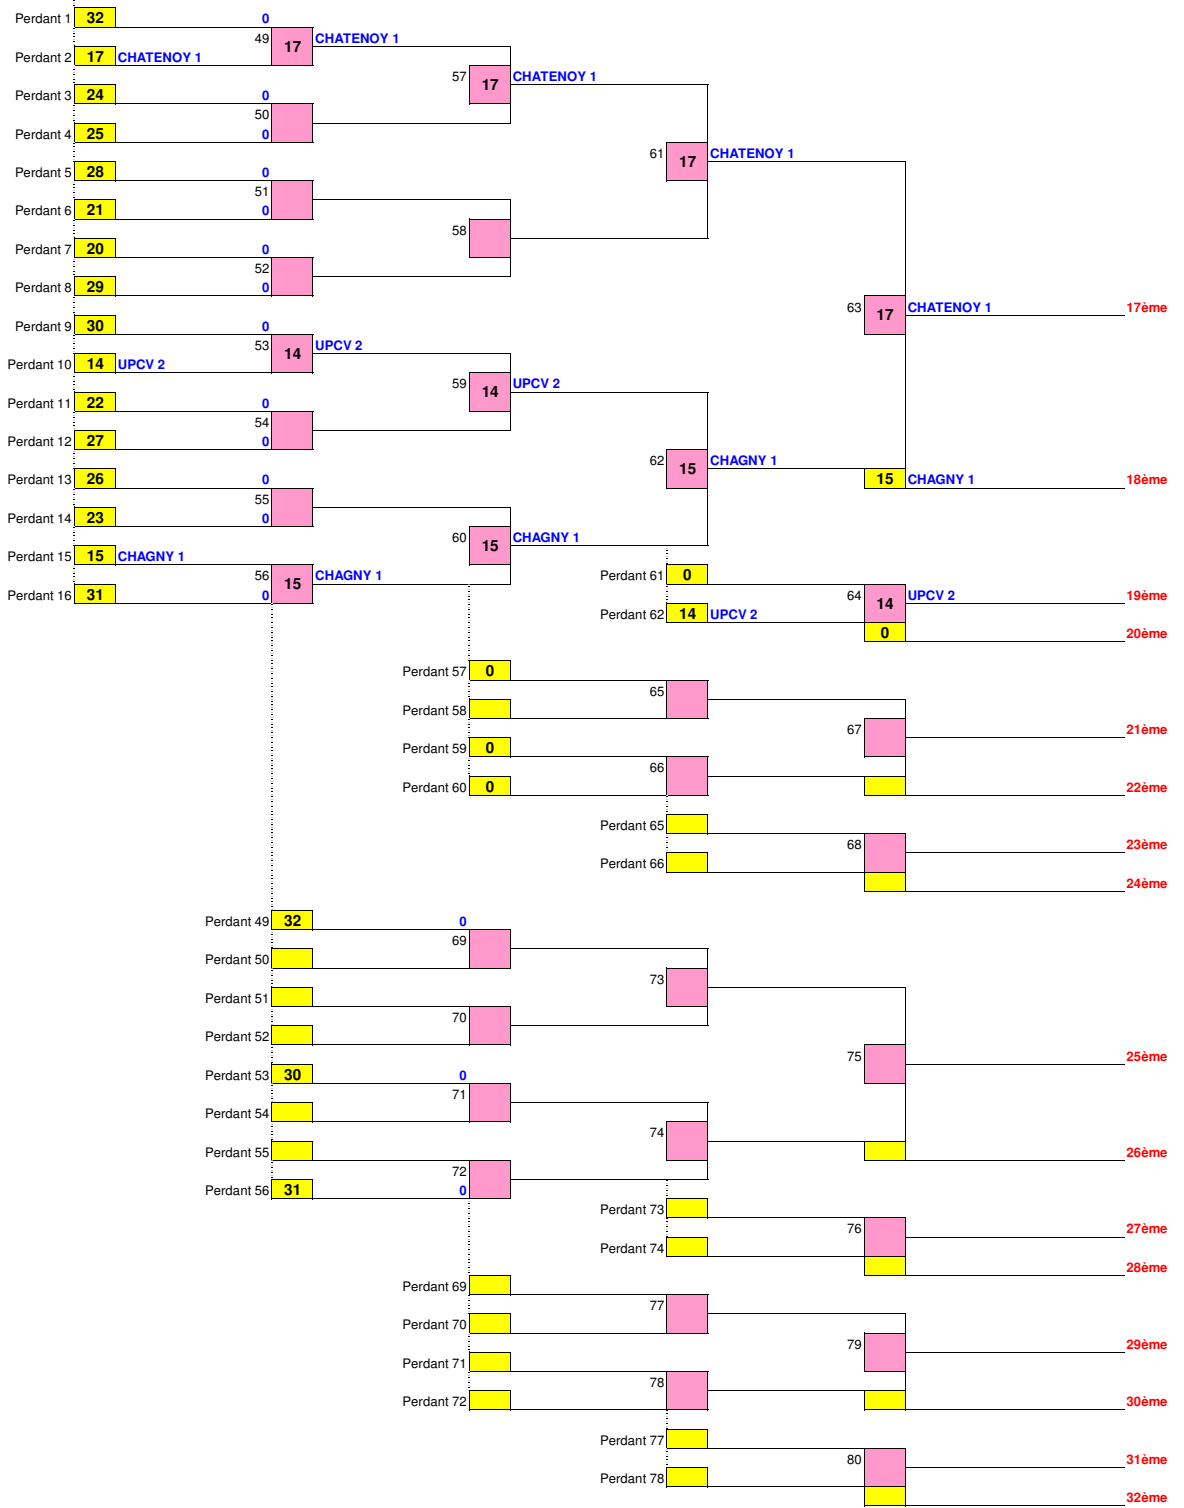 Perdant 1 32 0
49 17 CHATENOY 1
Perdant 2 17 CHATENOY 1
57 17 CHATENOY 1
Perdant 3 24 0
50
Perdant 4 25 0
61 17 CHATENOY 1
Perdant 5 28 0
51
Perdant 6 21 0
58
Perdant 7 20 0
52
Perdant 8 29 0
63 17 CHATENOY 1 17ème
Perdant 9 30 0
53 14 UPCV 2
Perdant 10 14 UPCV 2
59 14 UPCV 2
Perdant 11 22 0
54
Perdant 12 27 0
62 15 CHAGNY 1
Perdant 13 26 0
15 CHAGNY 1 18ème
55
Perdant 14 23 0
60 15 CHAGNY 1
Perdant 15 15 CHAGNY 1
56 15 CHAGNY 1
Perdant 61 0
Perdant 16 31 0
64 14 UPCV 2 19ème
Perdant 62 14 UPCV 2
0 20ème
Perdant 57 0
65
Perdant 58
67 21ème
Perdant 59 0
66
Perdant 60 0
22ème
Perdant 65
68 23ème
Perdant 66
24ème
Perdant 49 32 0
69
Perdant 50
73
Perdant 51
70
Perdant 52
75 25ème
Perdant 53 30 0
71
Perdant 54
74
Perdant 55
26ème
72
Perdant 56 31 0
Perdant 73
76 27ème
Perdant 74
28ème
Perdant 69
77
Perdant 70
79 29ème
Perdant 71
78
Perdant 72
30ème
Perdant 77
80 31ème
Perdant 78
32ème